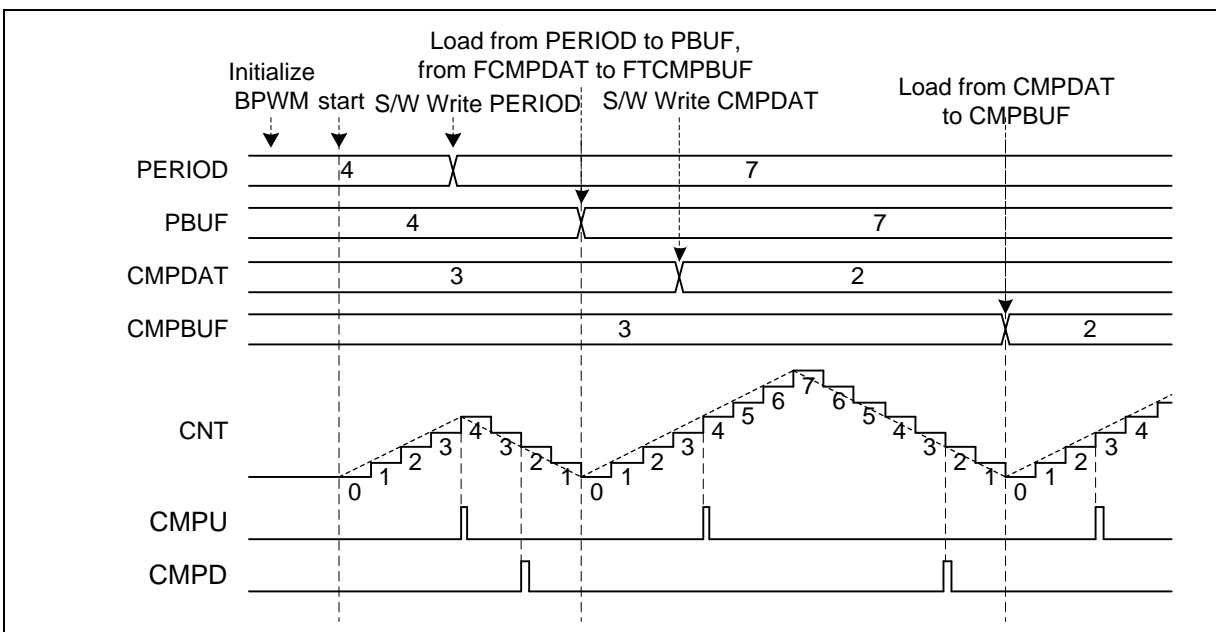 Load from PERIOD to PBUF,
from FCMPDAT to FTCMPBUF
Initialize
BPWM start S/W Write PERIOD S/W Write CMPDAT
Load from CMPDAT
to CMPBUF
PERIOD 4 7
PBUF 4 7
CMPDAT 3 2
CMPBUF 3 2
CNT 0 1 2 3 4 3 2 1 0 1 2 3 4 5 6 7 6 5 4 3 2 1 0 1 2 3 4
CMPU
CMPD